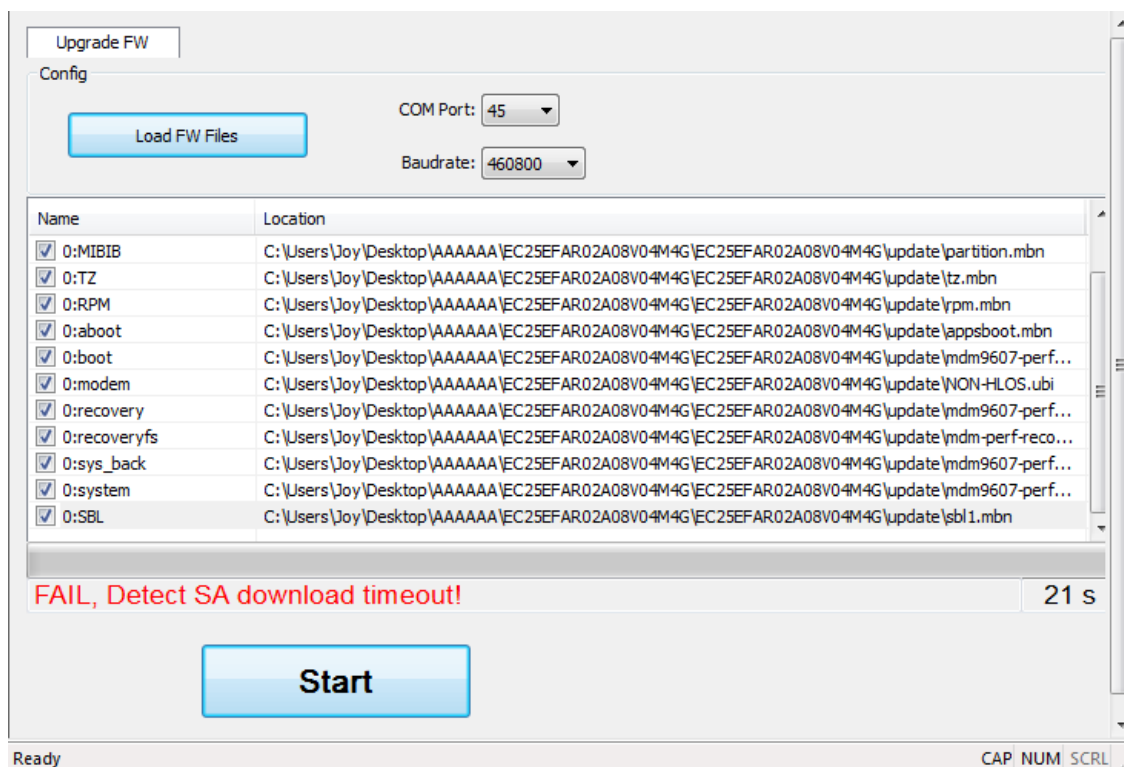 Upgrade FW
Config
Load FW Files
COM Port: 45
Baudrate: 460800
Name Location
0:MIBIB C:\Users\Joy\Desktop\AAAAAA\EC25EFAR02A08V04M4G\EC25EFAR02A08V04M4G\update\partition.mbn
0:TZ C:\Users\Joy\Desktop\AAAAAA\EC25EFAR02A08V04M4G\EC25EFAR02A08V04M4G\update\tz.mbn
0:RPM C:\Users\Joy\Desktop\AAAAAA\EC25EFAR02A08V04M4G\EC25EFAR02A08V04M4G\update\rpm.mbn
0:aboot C:\Users\Joy\Desktop\AAAAAA\EC25EFAR02A08V04M4G\EC25EFAR02A08V04M4G\update\appsboot.mbn
0:boot C:\Users\Joy\Desktop\AAAAAA\EC25EFAR02A08V04M4G\EC25EFAR02A08V04M4G\update\mdm9607-perf...
0:modem C:\Users\Joy\Desktop\AAAAAA\EC25EFAR02A08V04M4G\EC25EFAR02A08V04M4G\update\NON-HLOS.ubi
0:recovery C:\Users\Joy\Desktop\AAAAAA\EC25EFAR02A08V04M4G\EC25EFAR02A08V04M4G\update\mdm9607-perf...
0:recoveryfs C:\Users\Joy\Desktop\AAAAAA\EC25EFAR02A08V04M4G\EC25EFAR02A08V04M4G\update\mdm-perf-reco...
0:sys_back C:\Users\Joy\Desktop\AAAAAA\EC25EFAR02A08V04M4G\EC25EFAR02A08V04M4G\update\mdm9607-perf...
0:system C:\Users\Joy\Desktop\AAAAAA\EC25EFAR02A08V04M4G\EC25EFAR02A08V04M4G\update\mdm9607-perf...
0:SBL C:\Users\Joy\Desktop\AAAAAA\EC25EFAR02A08V04M4G\EC25EFAR02A08V04M4G\update\sbl1.mbn
FAIL, Detect SA download timeout! 21 s
Start
Ready CAP NUM SCRL